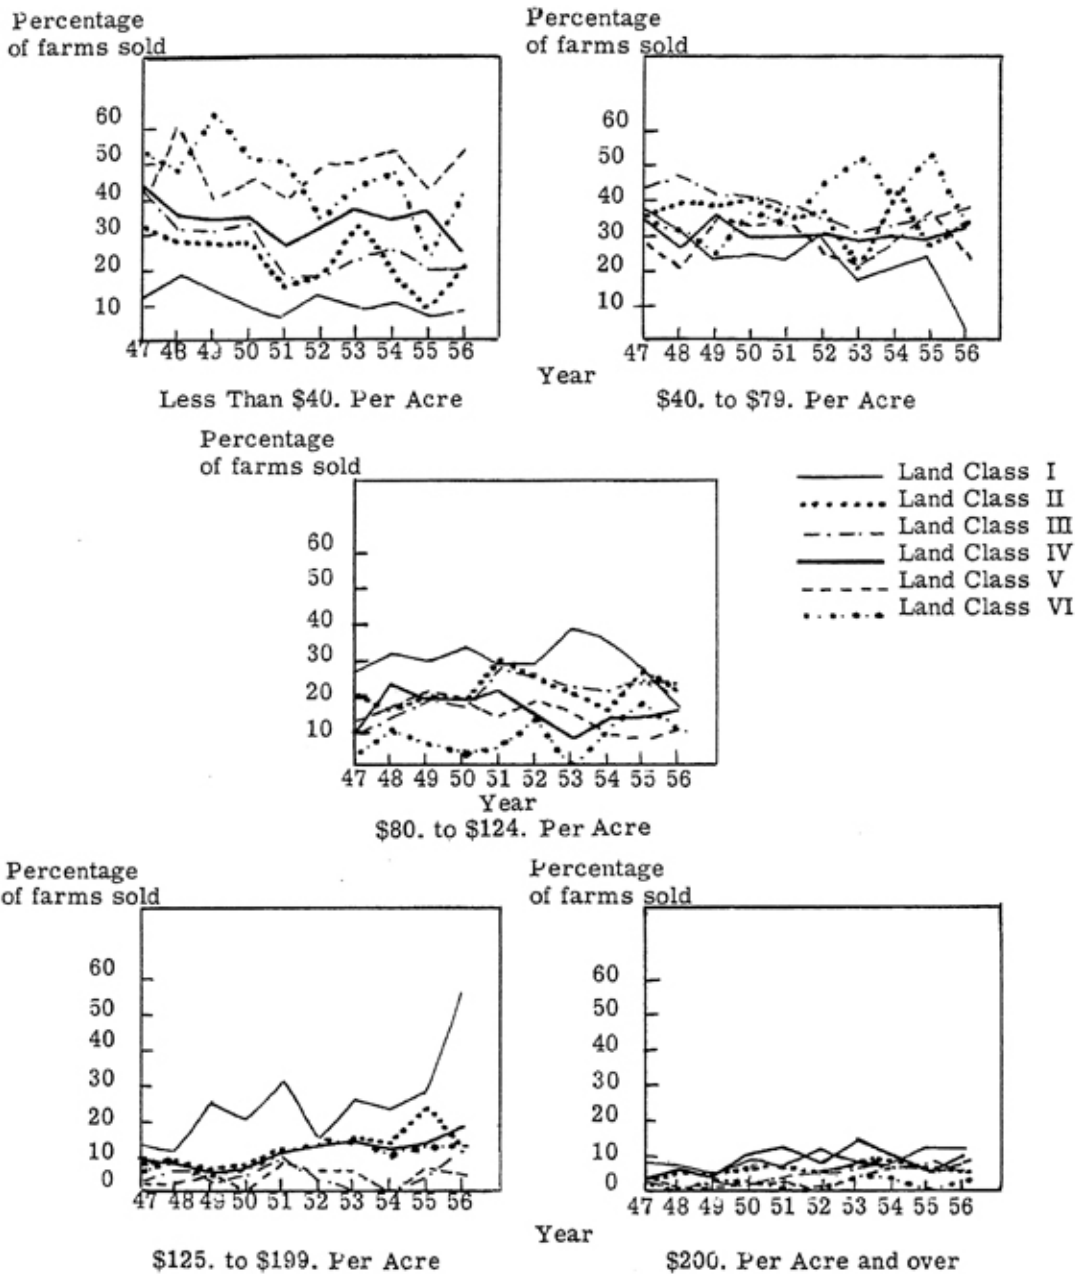 Percentage
of farms sold
60
50
40
30
20
10
47 48 49 50 51 52 53 54 55 56
Less Than $40. Per Acre
Percentage
of farms sold
60
50
40
30
20
10
47 48 49 50 51 52 53 54 55 56
Year
$40. to $79. Per Acre
Percentage
of farms sold
60
50
40
30
20
10
47 48 49 50 51 52 53 54 55 56
Year
$80. to $124. Per Acre
Land Class I
Land Class II
Land Class III
Land Class IV
Land Class V
Land Class VI
Percentage
of farms sold
60
50
40
30
20
10
0
47 48 49 50 51 52 53 54 55 56
$125. to $199. Per Acre
Percentage
of farms sold
60
50
40
30
20
10
0
47 48 49 50 51 52 53 54 55 56
Year
$200. Per Acre and over